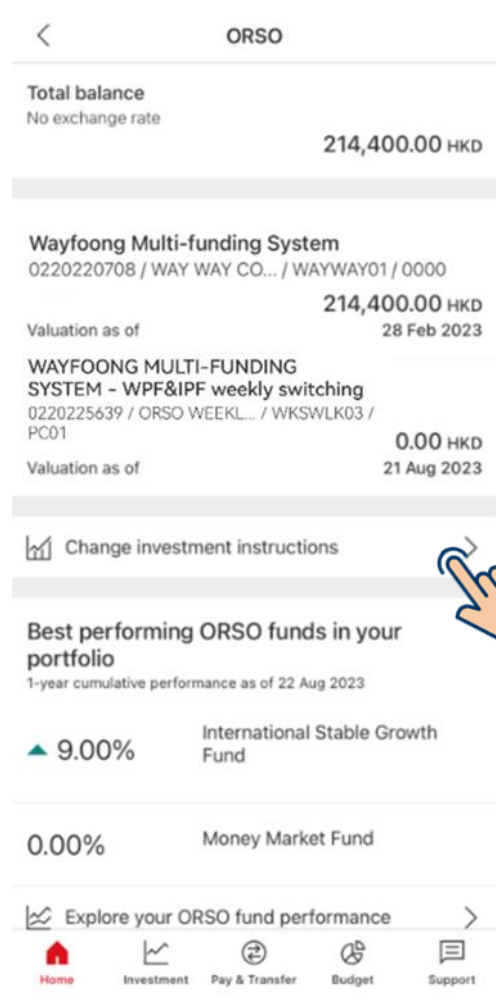 ORSO
Total balance
No exchange rate
214,400.00 HKD
Wayfoong Multi-funding System
0220220708 / WAY WAY CO... / WAYWAY01 / 0000
214,400.00 HKD
Valuation as of 28 Feb 2023
WAYFOONG MULTI-FUNDING
SYSTEM - WPF&IPF weekly switching
0220225639 / ORSO WEEKL... / WKSWLK03 /
PC01
0.00 HKD
Valuation as of 21 Aug 2023
Change investment instructions
Best performing ORSO funds in your
portfolio
1-year cumulative performance as of 22 Aug 2023
9.00% International Stable Growth
Fund
0.00% Money Market Fund
Explore your ORSO fund performance
Home Investment Pay & Transfer Budget Support